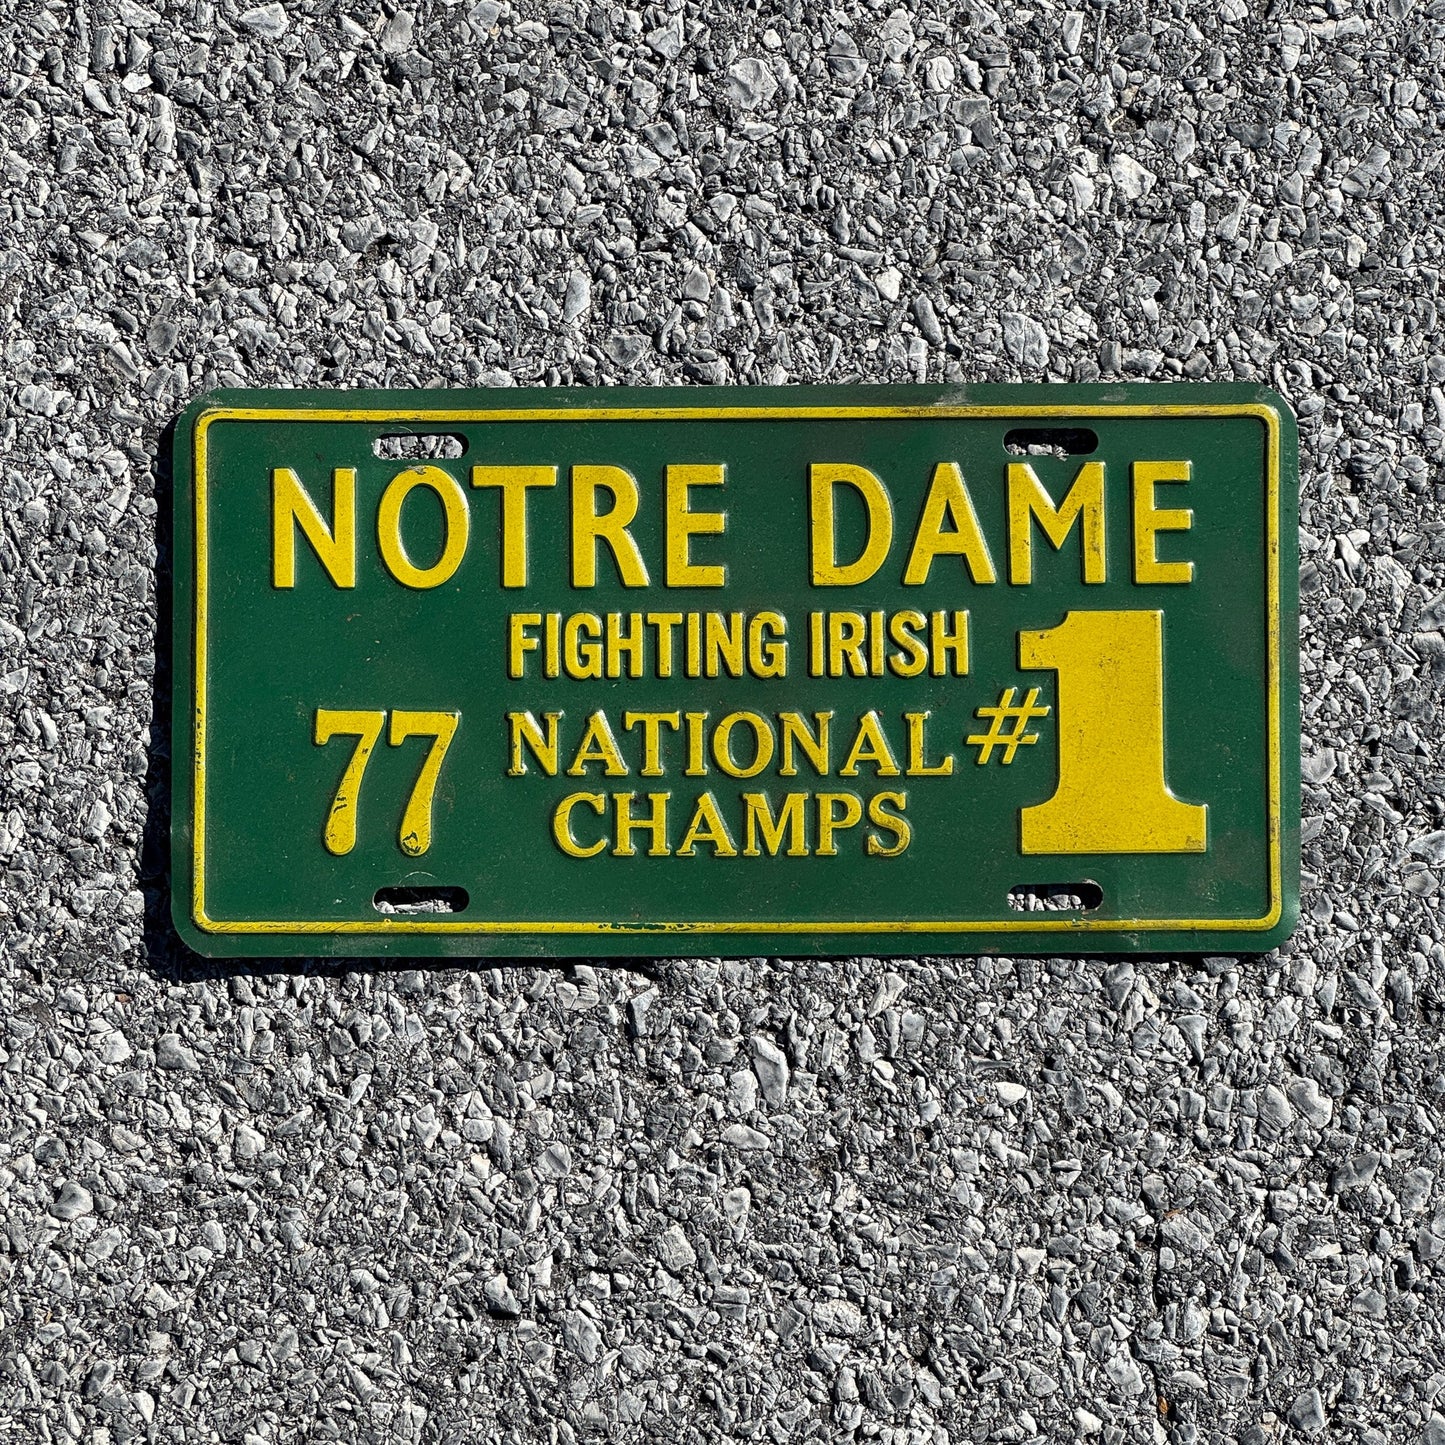 NOTRE DAME
FIGHTING IRISH
77 NATIONAL #1
CHAMPS